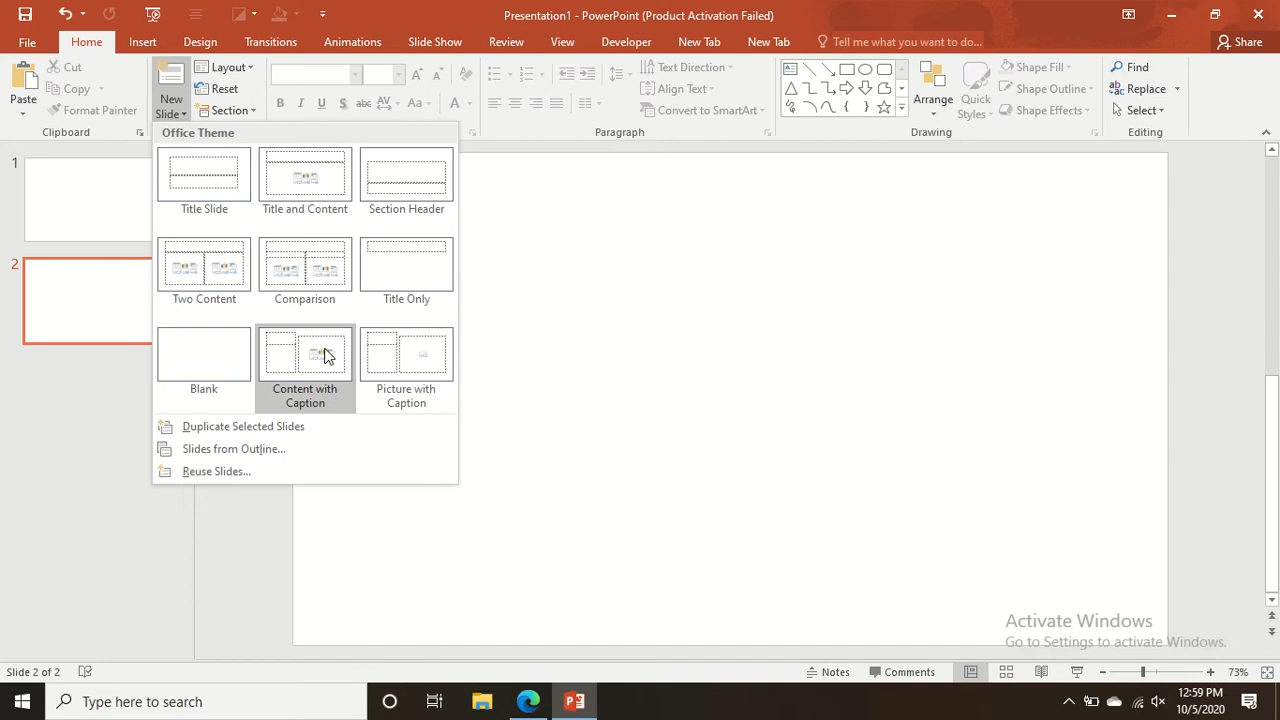 Presentation1 - PowerPoint (Product Activation Failed)
File Home Insert Design Transitions Animations Slide Show Review View Developer New Tab New Tab Tell me what you want to do... Share
Paste
Cut
Copy
Format Painter
Clipboard
New
Slide
Layout
Reset
Section
B I U S abc AV Aa A
Text Direction
Align Text
Convert to SmartArt
Paragraph
Arrange
Quick
Styles
Shape Fill
Shape Outline
Shape Effects
Drawing
Find
Replace
Select
Editing
Office Theme
Title Slide Title and Content Section Header
Two Content Comparison Title Only
Blank Content with Caption Picture with Caption
Duplicate Selected Slides
Slides from Outline...
Reuse Slides...
1
2
Activate Windows
Go to Settings to activate Windows.
Slide 2 of 2 Notes Comments 73%
Type here to search
12:59 PM
10/5/2020